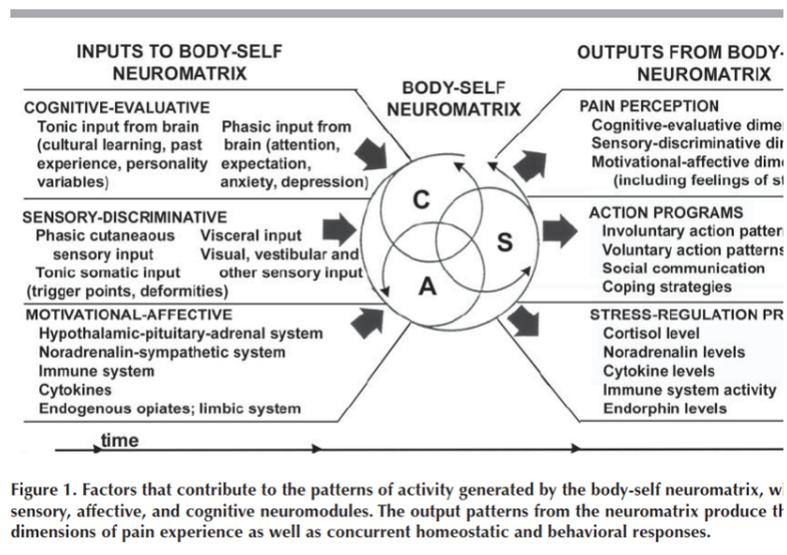 INPUTS TO BODY-SELF
NEUROMATRIX
BODY-SELF
NEUROMATRIX
OUTPUTS FROM BODY-
NEUROMATRIX
COGNITIVE-EVALUATIVE
Tonic input from brain
(cultural learning, past
experience, personality
variables)
Phasic input from
brain (attention,
expectation,
anxiety, depression)
SENSORY-DISCRIMINATIVE
Phasic cutaneaous
sensory input
Tonic somatic input
(trigger points, deformities)
Visceral input
Visual, vestibular and
other sensory input
MOTIVATIONAL-AFFECTIVE
Hypothalamic-pituitary-adrenal system
Noradrenalin-sympathetic system
Immune system
Cytokines
Endogenous opiates; limbic system
C
S
A
PAIN PERCEPTION
Cognitive-evaluative dime
Sensory-discriminative di
Motivational-affective dim
(including feelings of s
ACTION PROGRAMS
Involuntary action patter
Voluntary action patterns
Social communication
Coping strategies
STRESS-REGULATION PR
Cortisol level
Noradrenalin levels
Cytokine levels
Immune system activity
Endorphin levels
time
Figure 1. Factors that contribute to the patterns of activity generated by the body-self neuromatrix, w
sensory, affective, and cognitive neuromodules. The output patterns from the neuromatrix produce th
dimensions of pain experience as well as concurrent homeostatic and behavioral responses.